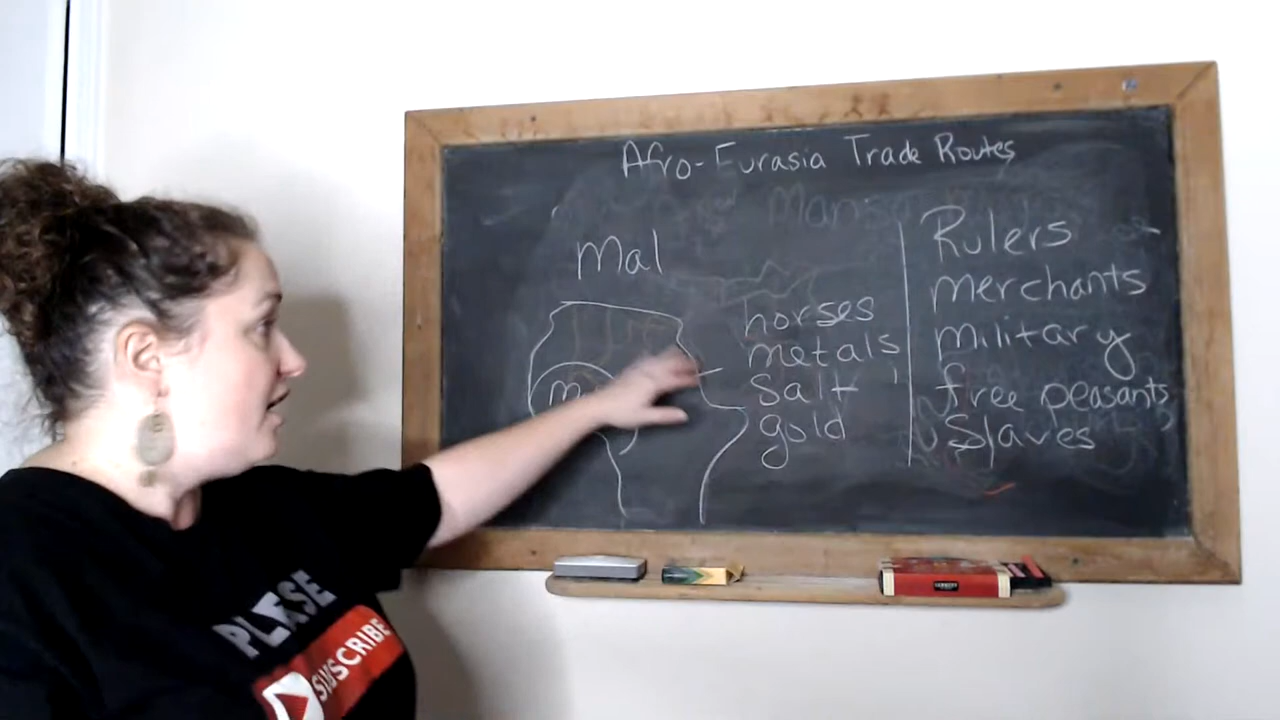 Afro-Eurasia Trade Routes
Mal
m
horses
metals
salt
gold
Rulers
merchants
military
free peasants
Slaves
PLEASE
SUBSCRIBE